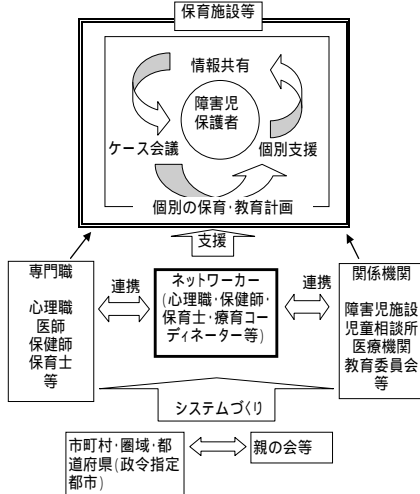 保育施設等
情報共有
障害児
保護者
ケース会議
個別支援
個別の保育・教育計画
支援
専門職
心理職
医師
保健師
保育士
等
連携
ネットワーカー
(心理職・保健師・
保育士・療育コー
ディネーター等)
連携
関係機関
障害児施設
児童相談所
医療機関
教育委員会
等
システムづくり
市町村・圏域・都
道府県(政令指定
都市)
親の会等